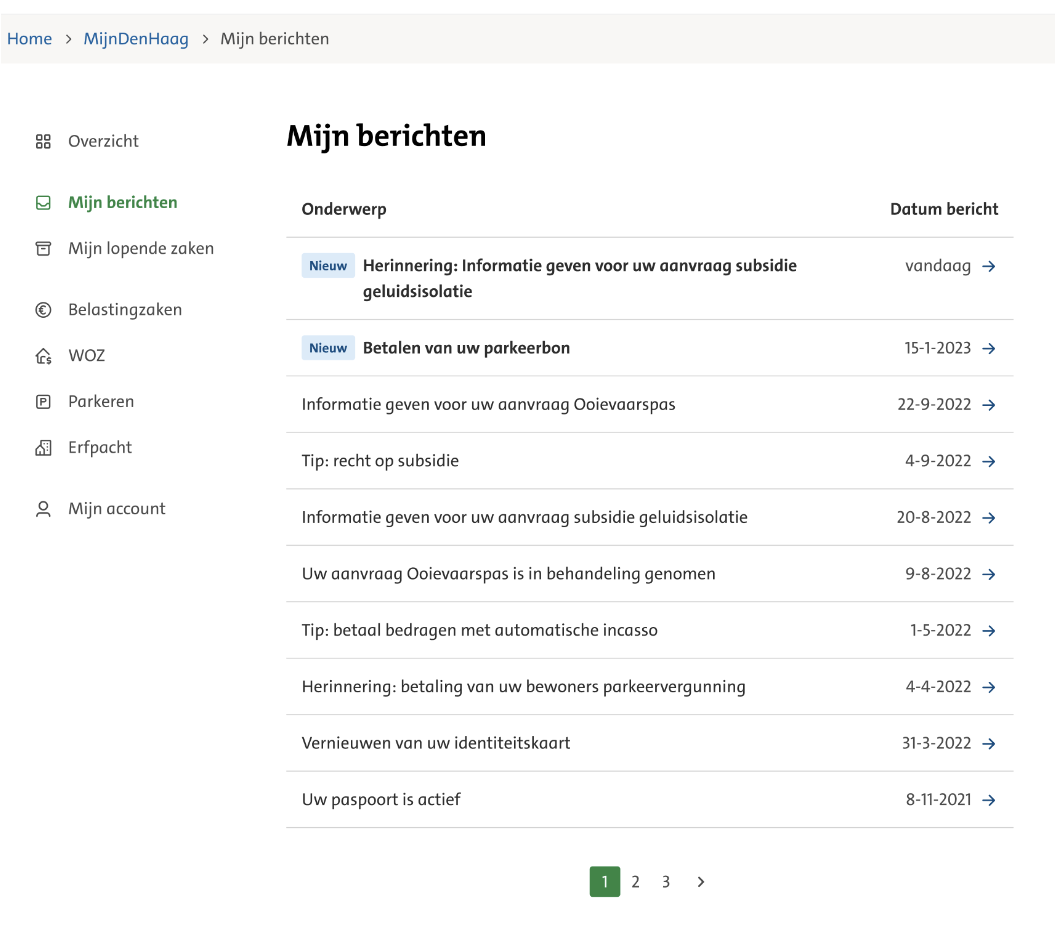 Home > MijnDenHaag > Mijn berichten
Overzicht
Mijn berichten
Mijn lopende zaken
Belastingzaken
WOZ
Parkeren
Erfpacht
Mijn account
Mijn berichten
Onderwerp Datum bericht
Nieuw Herinnering: Informatie geven voor uw aanvraag subsidie vandaag
geluidsisolatie
Nieuw Betalen van uw parkeerbon 15-1-2023
Informatie geven voor uw aanvraag Ooievaarspas 22-9-2022
Tip: recht op subsidie 4-9-2022
Informatie geven voor uw aanvraag subsidie geluidsisolatie 20-8-2022
Uw aanvraag Ooievaarspas is in behandeling genomen 9-8-2022
Tip: betaal bedragen met automatische incasso 1-5-2022
Herinnering: betaling van uw bewoners parkeervergunning 4-4-2022
Vernieuwen van uw identiteitskaart 31-3-2022
Uw paspoort is actief 8-11-2021
1 2 3 >